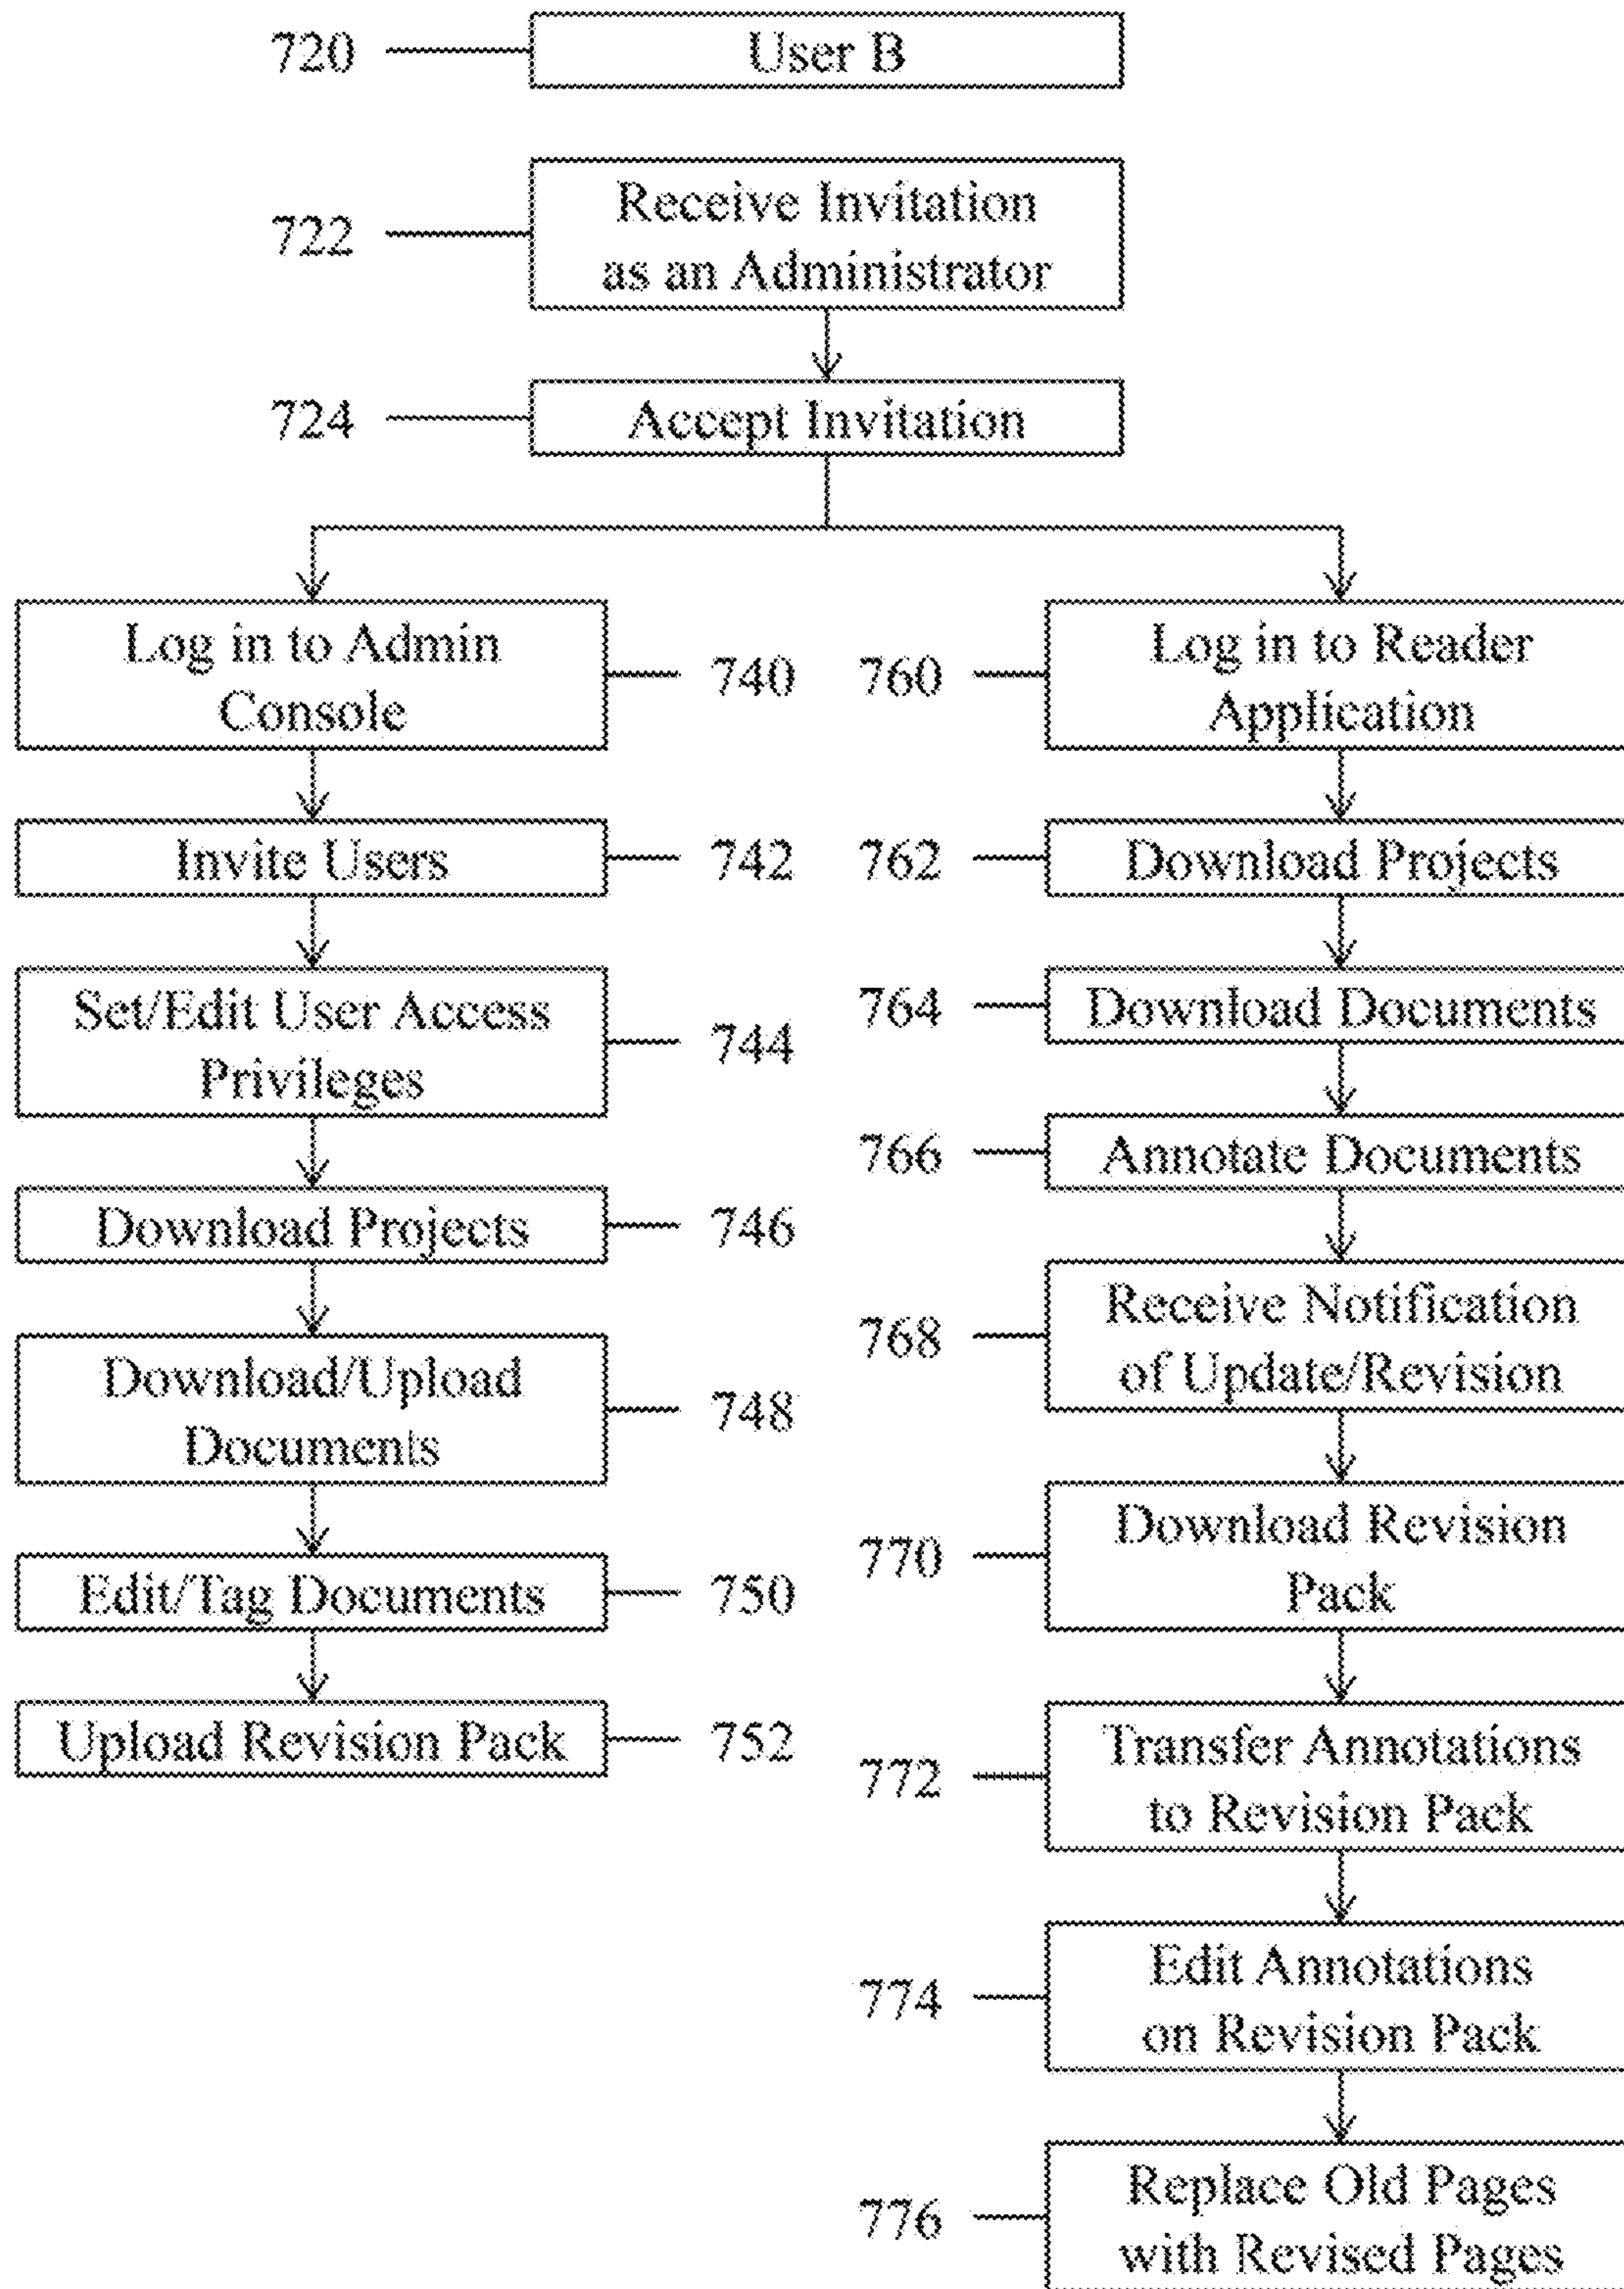 720
User B
722
Receive Invitation
as an Administrator
724
Accept Invitation
Log in to Admin
Console
740
Invite Users
742
Set/Edit User Access
Privileges
744
Download Projects
746
Download/Upload
Documents
748
Edit/Tag Documents
750
Upload Revision Pack
752
760
Log in to Reader
Application
762
Download Projects
764
Download Documents
766
Annotate Documents
768
Receive Notification
of Update/Revision
770
Download Revision
Pack
772
Transfer Annotations
to Revision Pack
774
Edit Annotations
on Revision Pack
776
Replace Old Pages
with Revised Pages